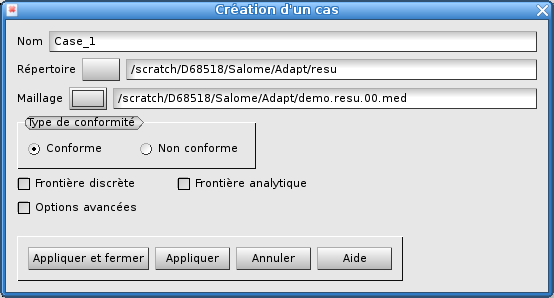 Création d'un cas
Nom Case_1
Répertoire /scratch/D68518/Salome/Adapt/resu
Maillage /scratch/D68518/Salome/Adapt/demo.resu.00.med
Type de conformité
Conforme Non conforme
Frontière discrète Frontière analytique
Options avancées
Appliquer et fermer Appliquer Annuler Aide